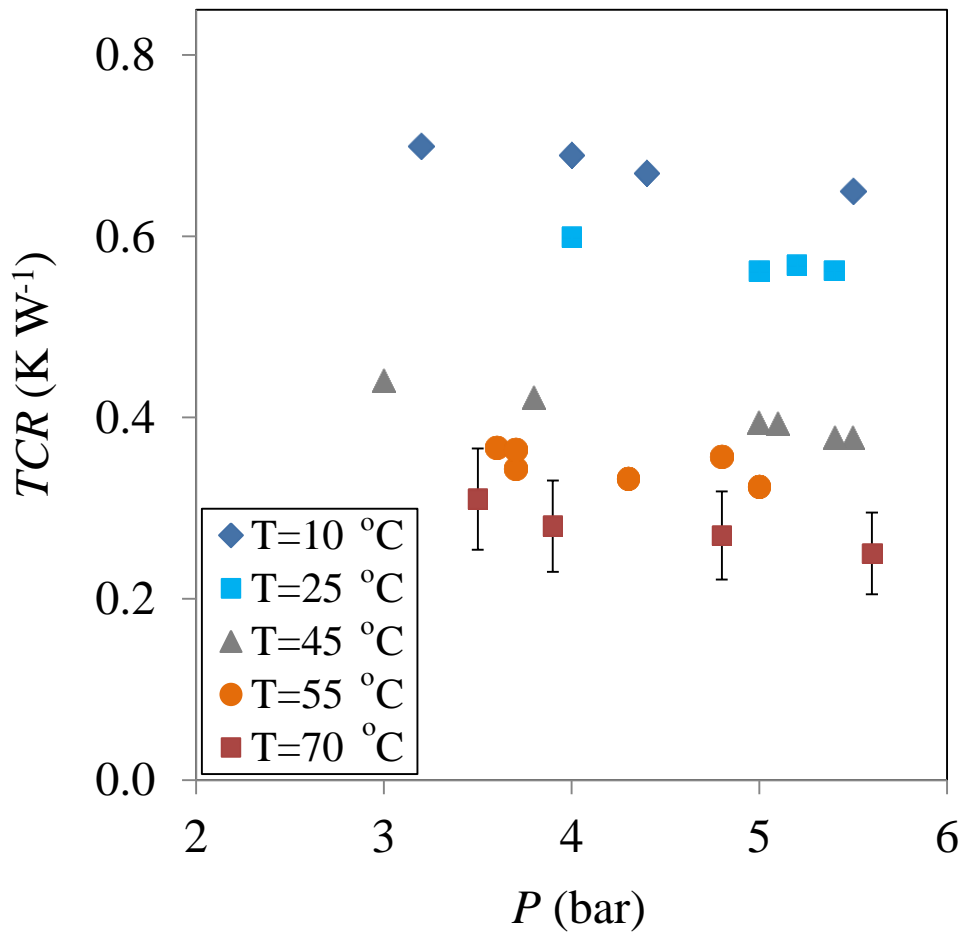 0.8
0.6
0.4
0.2
0.0
TCR (K W⁻¹)
T=10 °C
T=25 °C
T=45 °C
T=55 °C
T=70 °C
2 3 4 5 6
P (bar)